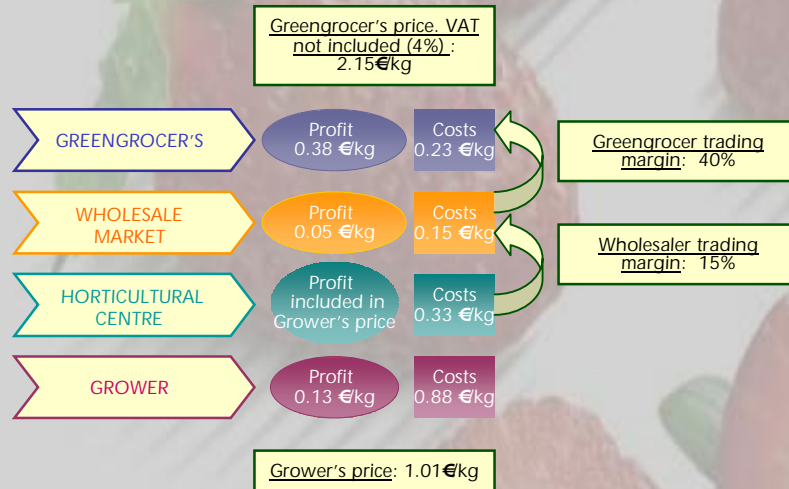 Greengrocer's price. VAT
not included (4%) :
2.15€/kg
GREENGROCER'S
Profit
0.38 €/kg
Costs
0.23 €/kg
Greengrocer trading
margin: 40%
WHOLESALE
MARKET
Profit
0.05 €/kg
Costs
0.15 €/kg
Wholesaler trading
margin: 15%
HORTICULTURAL
CENTRE
Profit
included in
Grower's price
Costs
0.33 €/kg
GROWER
Profit
0.13 €/kg
Costs
0.88 €/kg
Grower's price: 1.01€/kg